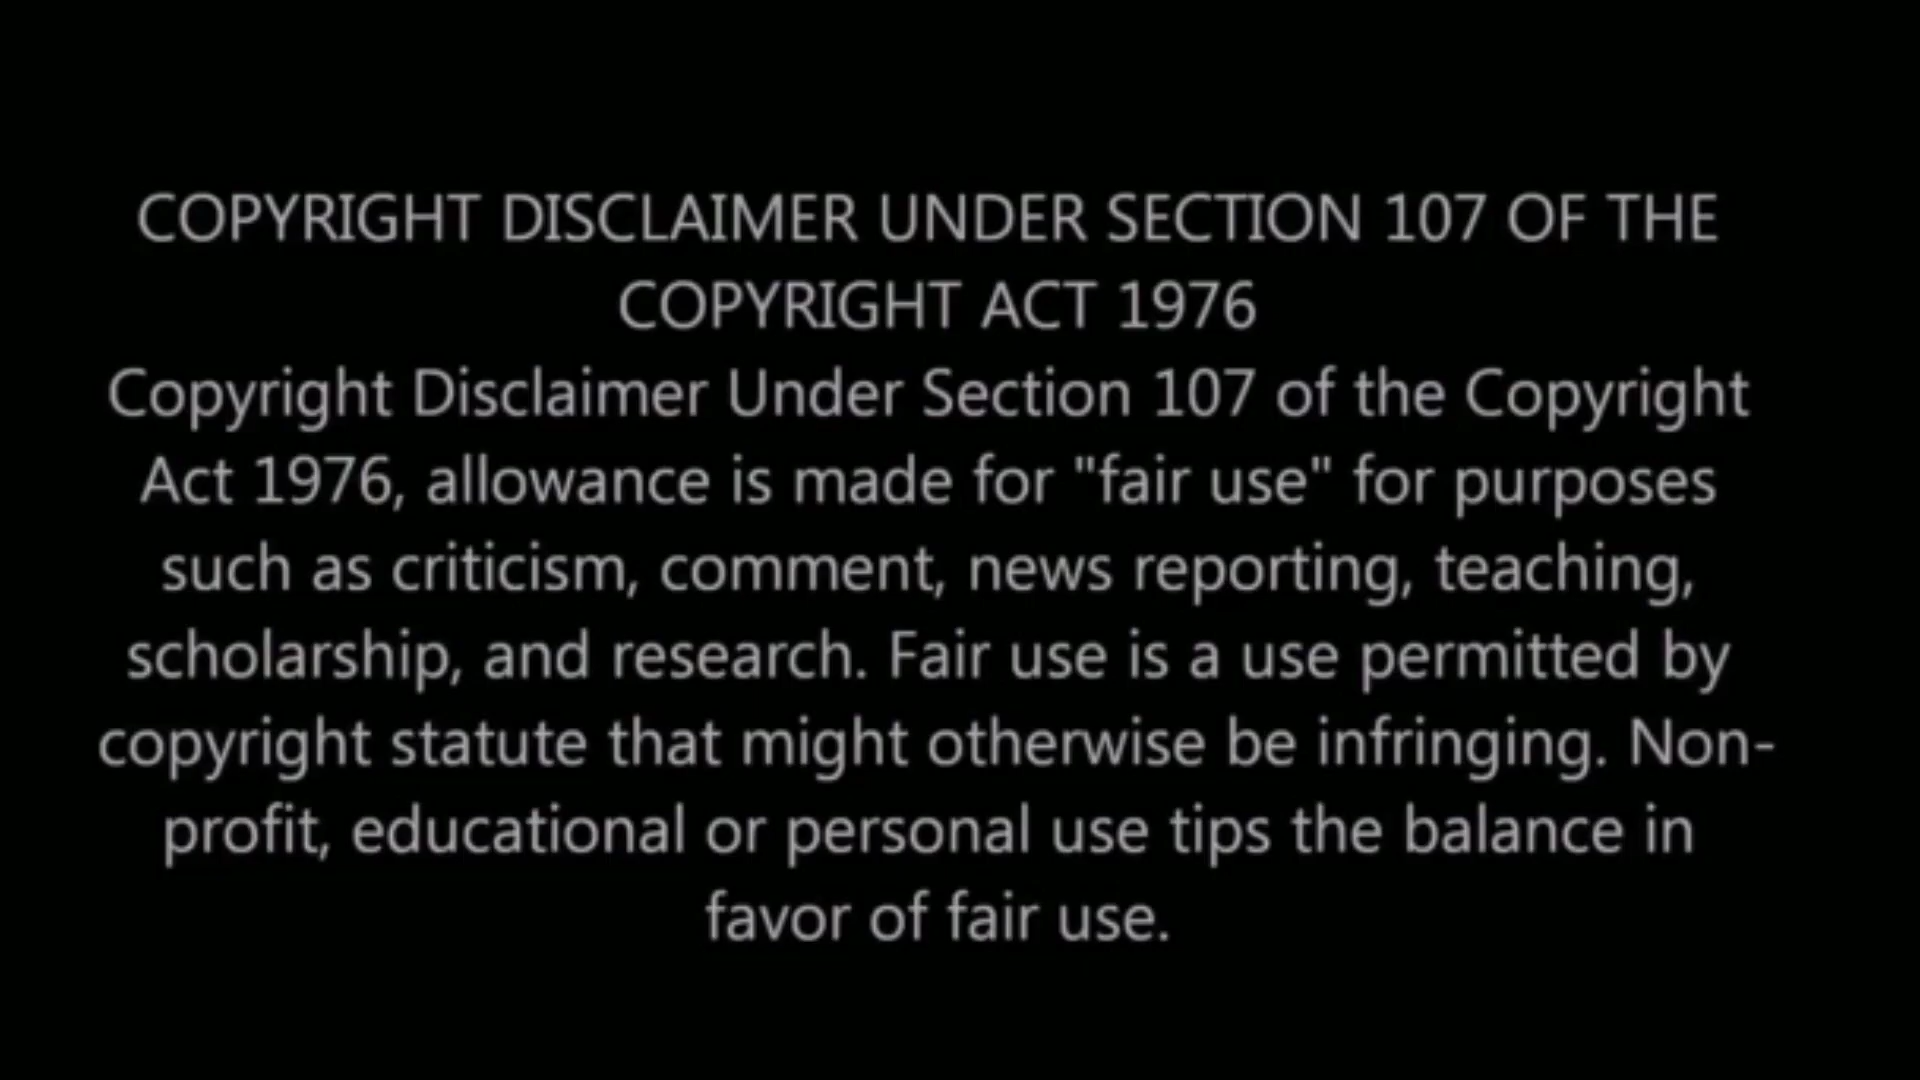 COPYRIGHT DISCLAIMER UNDER SECTION 107 OF THE
COPYRIGHT ACT 1976
Copyright Disclaimer Under Section 107 of the Copyright
Act 1976, allowance is made for "fair use" for purposes
such as criticism, comment, news reporting, teaching,
scholarship, and research. Fair use is a use permitted by
copyright statute that might otherwise be infringing. Non-
profit, educational or personal use tips the balance in
favor of fair use.